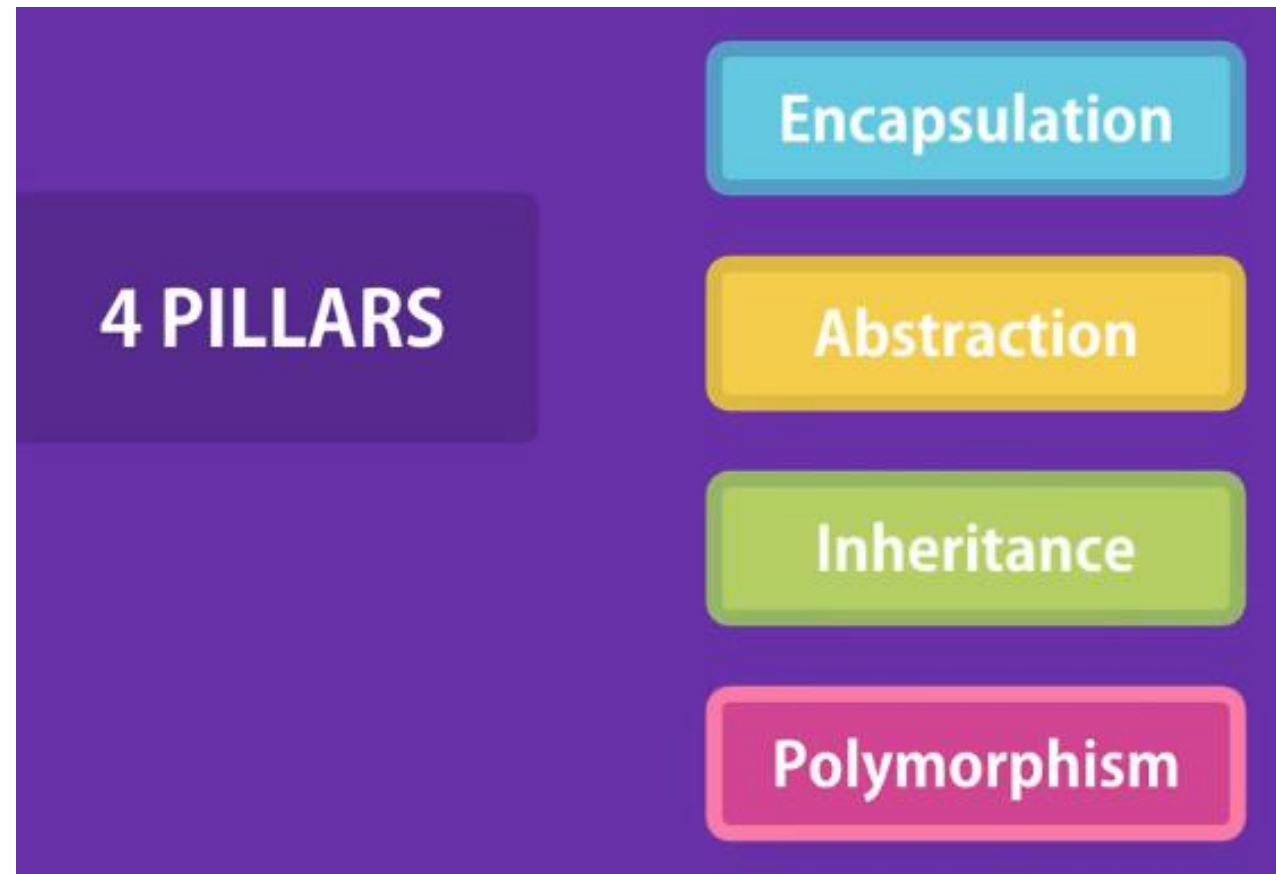 4 PILLARS
Encapsulation
Abstraction
Inheritance
Polymorphism